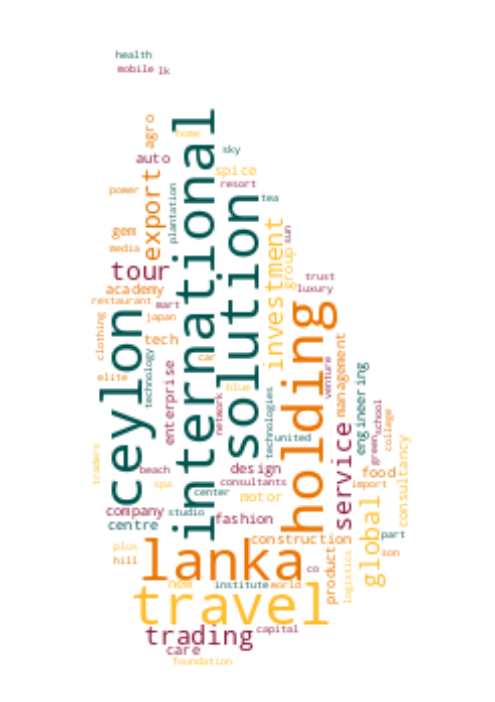 health
mobile lk
agro
home
international
auto
sky
spice
export
resort
power
plantation
solution
tea
gem
investment
sun
media
group
tour
trust
academy
luxury
restaurant
mart
holding
ceylon
japan
clothing
tech
management
car
technology
enterprise
venture
engineering
elite
blue
network
technologies
school
college
green
united
service
consultancy
traders
beach
design
food
spa
consultants
import
center
motor
global
company
studio
fashion
centre
construction
part
plus
lanka
product
son
hill
co
logistics
new
institute
world
travel
trading
capital
care
foundation